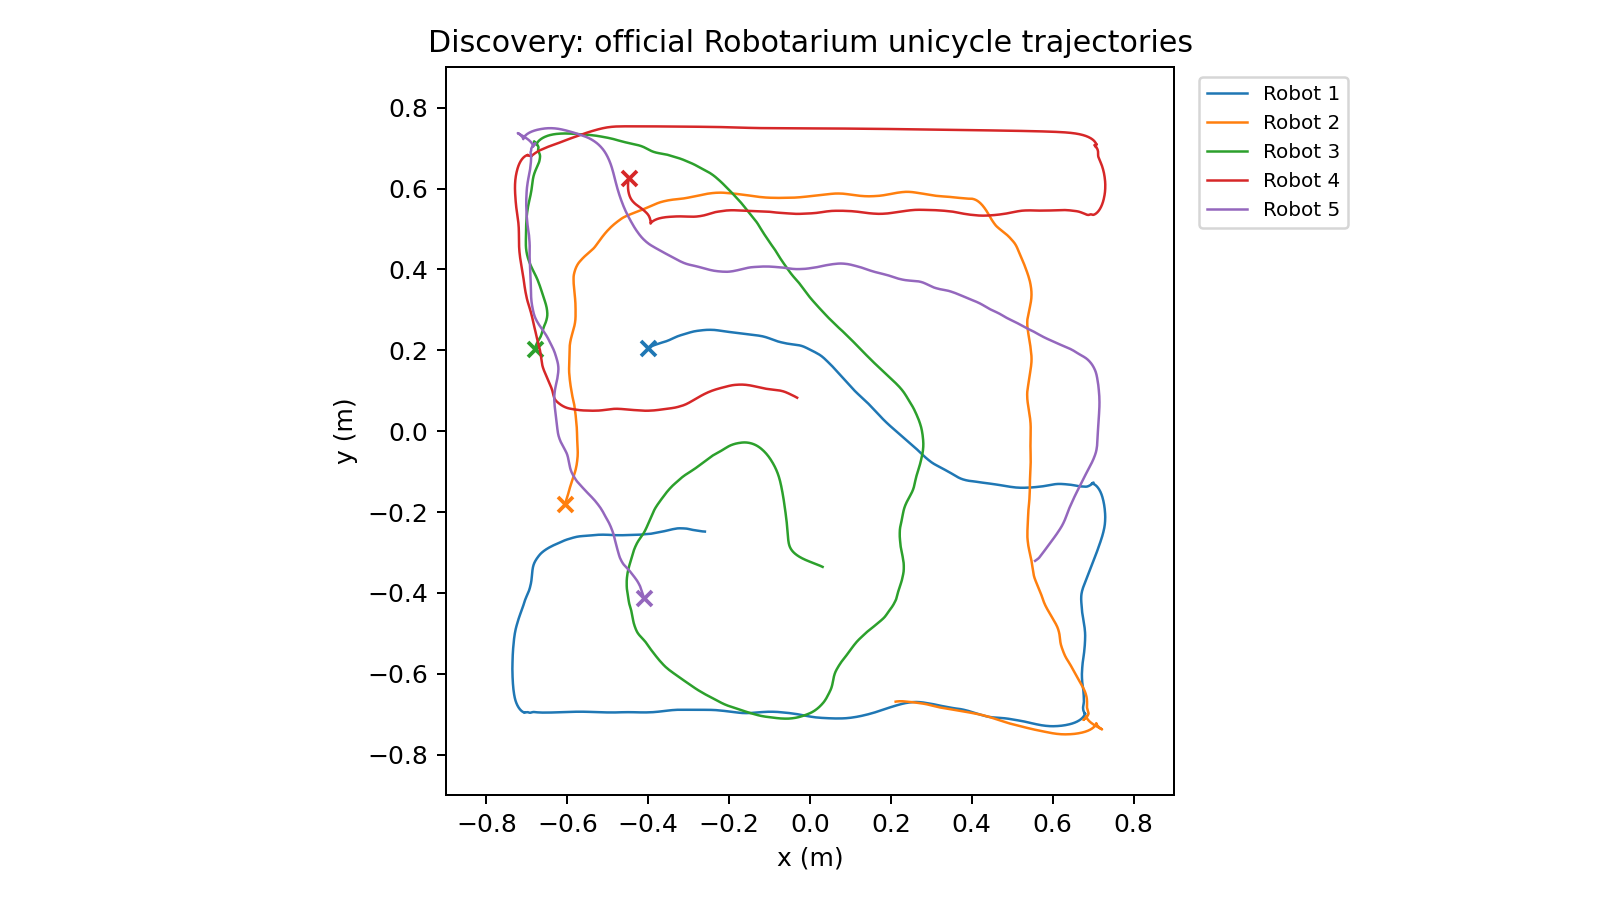 Discovery: official Robotarium unicycle trajectories
Robot 1
Robot 2
Robot 3
Robot 4
Robot 5
0.8
0.6
0.4
0.2
0.0
−0.2
−0.4
−0.6
−0.8
y (m)
−0.8 −0.6 −0.4 −0.2 0.0 0.2 0.4 0.6 0.8
x (m)